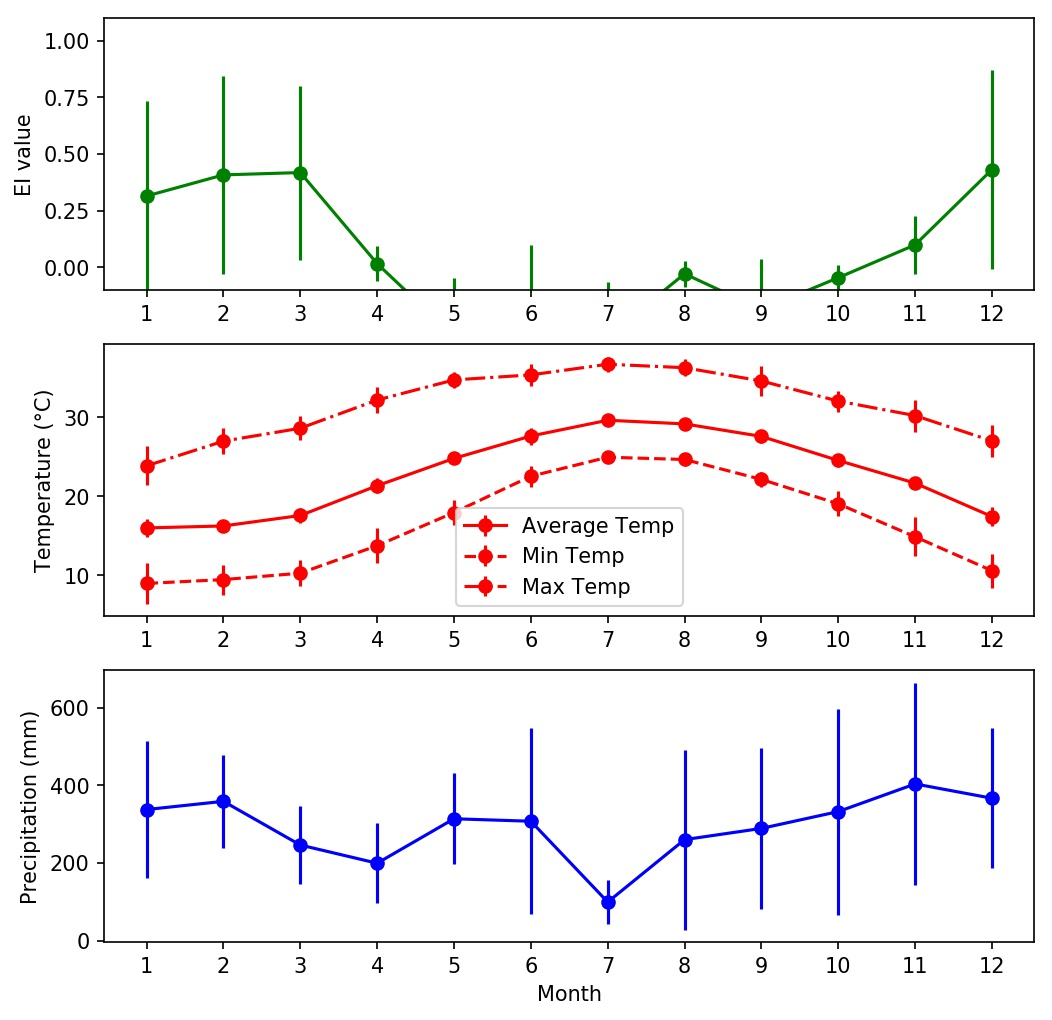 EI value
1.00
0.75
0.50
0.25
0.00
1 2 3 4 5 6 7 8 9 10 11 12
Temperature (°C)
30
20
10
Average Temp
Min Temp
Max Temp
1 2 3 4 5 6 7 8 9 10 11 12
Precipitation (mm)
600
400
200
0
1 2 3 4 5 6 7 8 9 10 11 12
Month